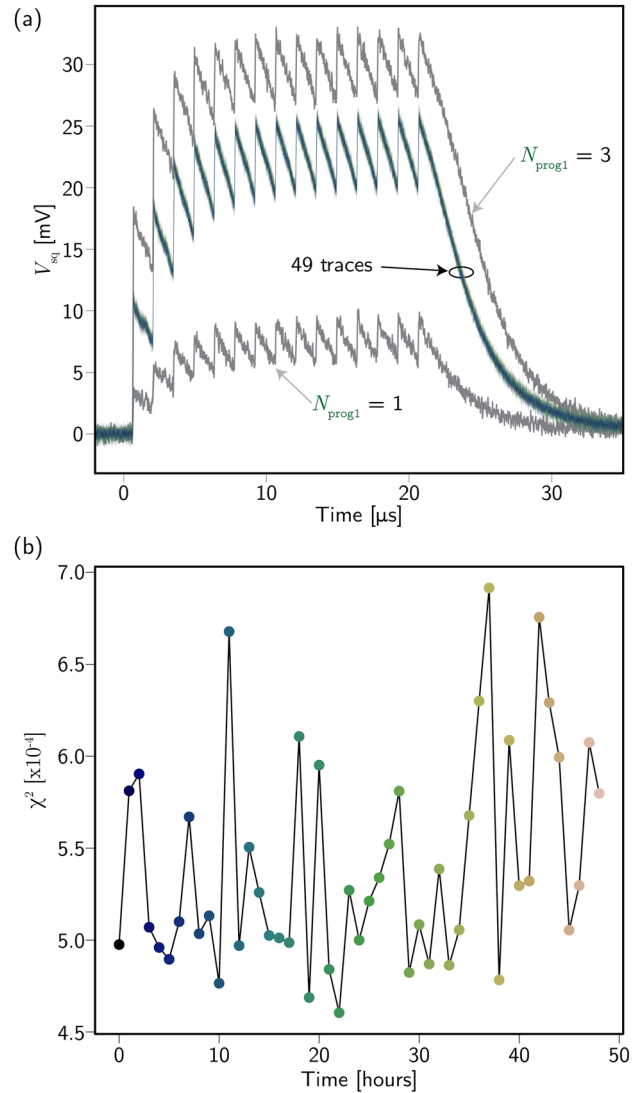 (a)
30
25
20
15
10
5
0
V_sq [mV]
N_prog1 = 3
49 traces
N_prog1 = 1
0 10 20 30
Time [μs]
(b)
7.0
6.5
6.0
5.5
5.0
4.5
χ² [x10⁻⁴]
0 10 20 30 40 50
Time [hours]